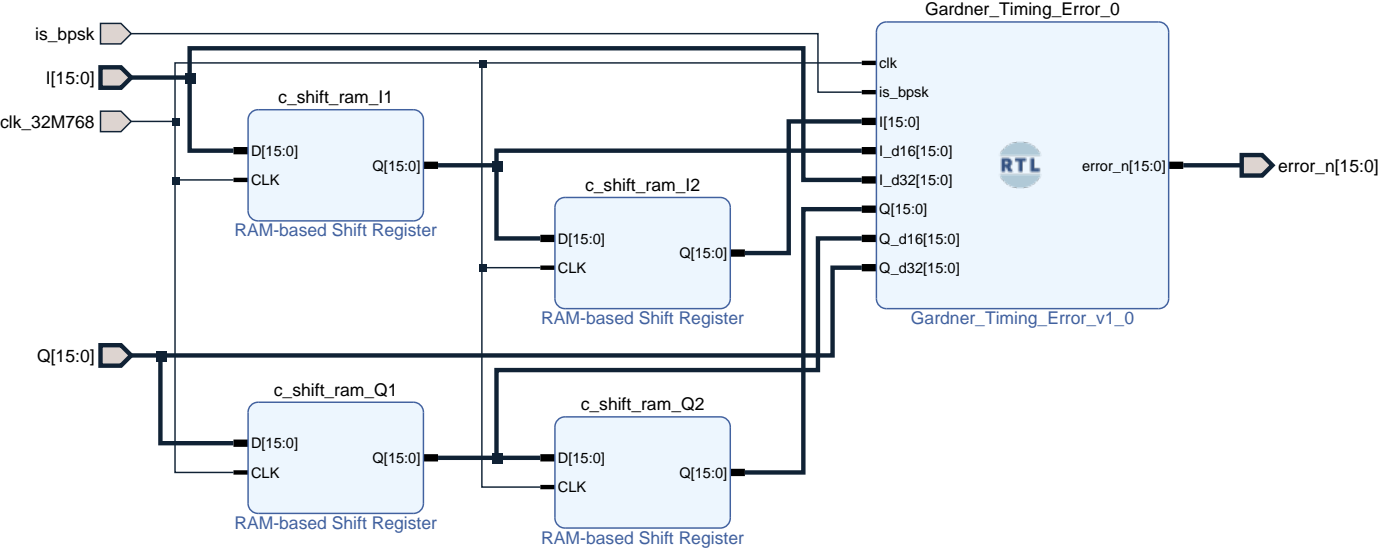 Gardner_Timing_Error_0
is_bpsk
I[15:0]
clk_32M768
clk
is_bpsk
I[15:0]
I_d16[15:0]
I_d32[15:0]
Q[15:0]
Q_d16[15:0]
Q_d32[15:0]
RTL
error_n[15:0]
error_n[15:0]
Gardner_Timing_Error_v1_0
c_shift_ram_I1
D[15:0]
CLK
Q[15:0]
RAM-based Shift Register
c_shift_ram_I2
D[15:0]
CLK
Q[15:0]
RAM-based Shift Register
Q[15:0]
c_shift_ram_Q1
D[15:0]
CLK
Q[15:0]
RAM-based Shift Register
c_shift_ram_Q2
D[15:0]
CLK
Q[15:0]
RAM-based Shift Register